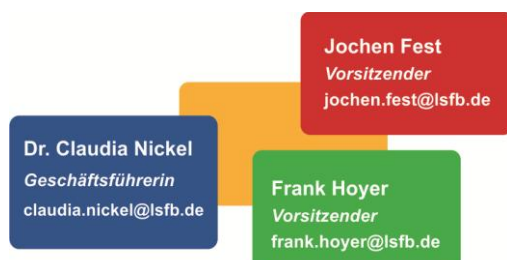 Jochen Fest
Vorsitzender
jochen.fest@lsfb.de
Dr. Claudia Nickel
Geschäftsführerin
claudia.nickel@lsfb.de
Frank Hoyer
Vorsitzender
frank.hoyer@lsfb.de